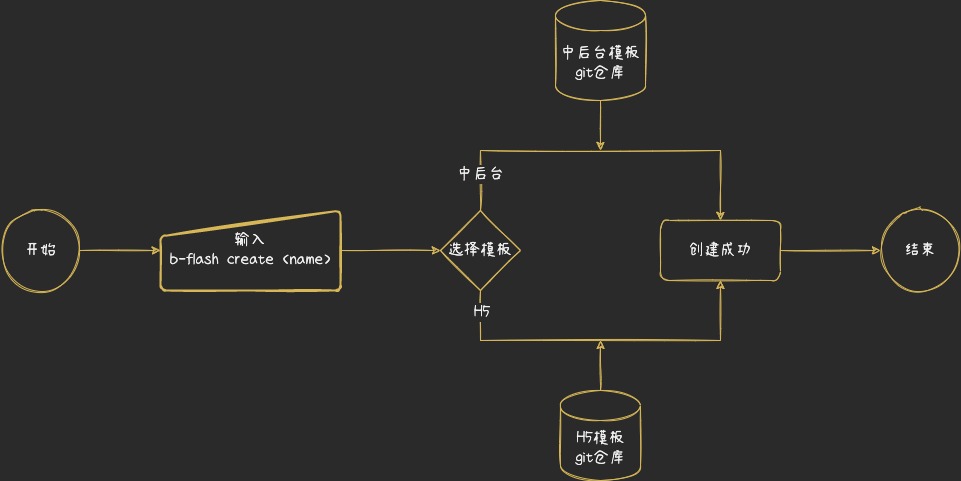 中后台模板
git仓库
中后台
开始
输入
b-flash create <name>
选择模板
创建成功
结束
H5
H5模板
git仓库